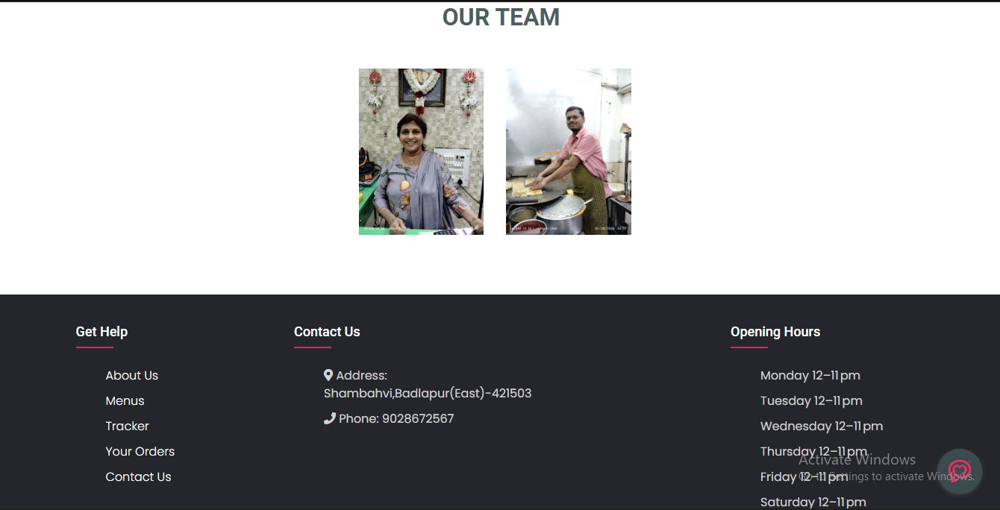 OUR TEAM
Get Help
About Us
Menus
Tracker
Your Orders
Contact Us
Contact Us
Address:
Shambahvi,Badlapur(East)-421503
Phone: 9028672567
Opening Hours
Monday 12–11 pm
Tuesday 12–11 pm
Wednesday 12–11 pm
Thursday 12–11 pm
Friday 12–11 pm
Saturday 12–11 pm
Activate Windows
Go to Settings to activate Windows.